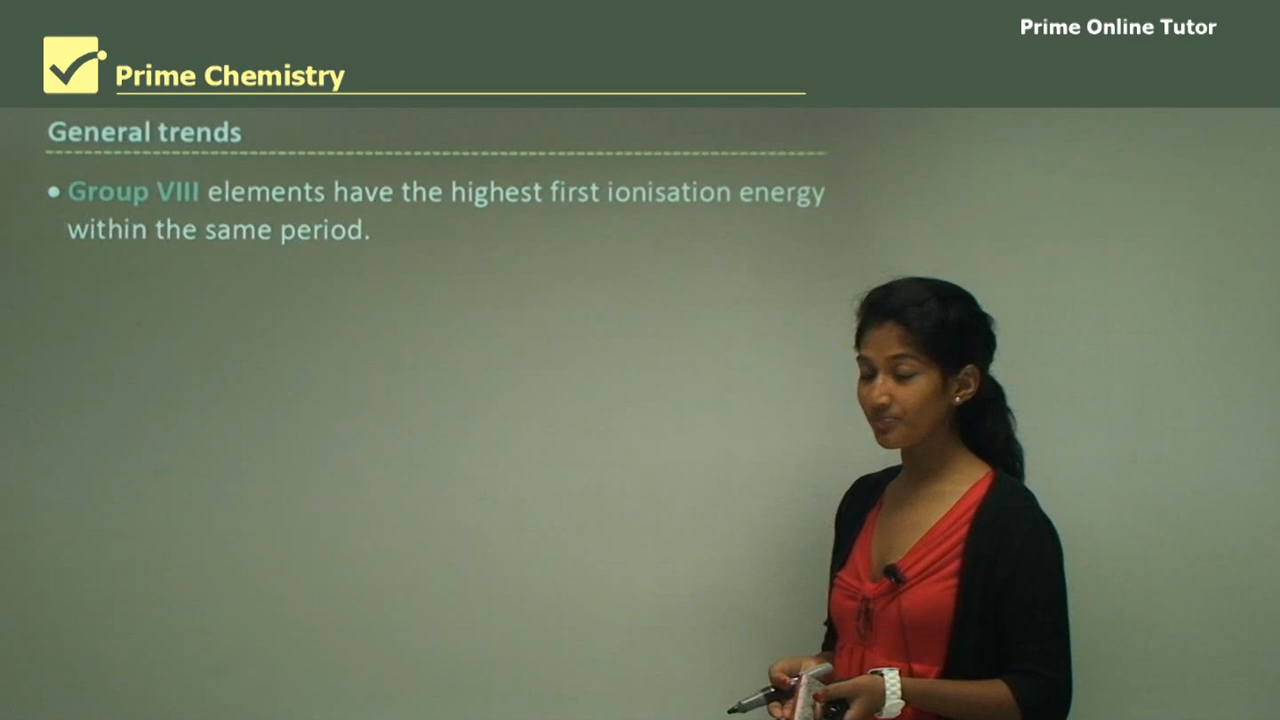 Prime Online Tutor
Prime Chemistry
General trends
• Group VIII elements have the highest first ionisation energy
within the same period.